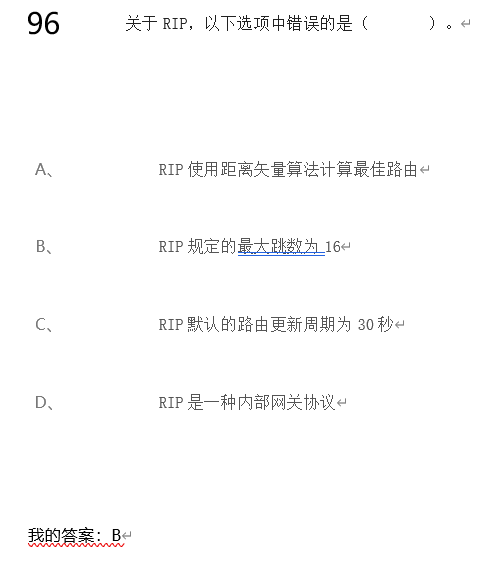 96 关于 RIP，以下选项中错误的是（ ）。
A、 RIP 使用距离矢量算法计算最佳路由
B、 RIP 规定的最大跳数为 16
C、 RIP 默认的路由更新周期为 30 秒
D、 RIP 是一种内部网关协议
我的答案：B